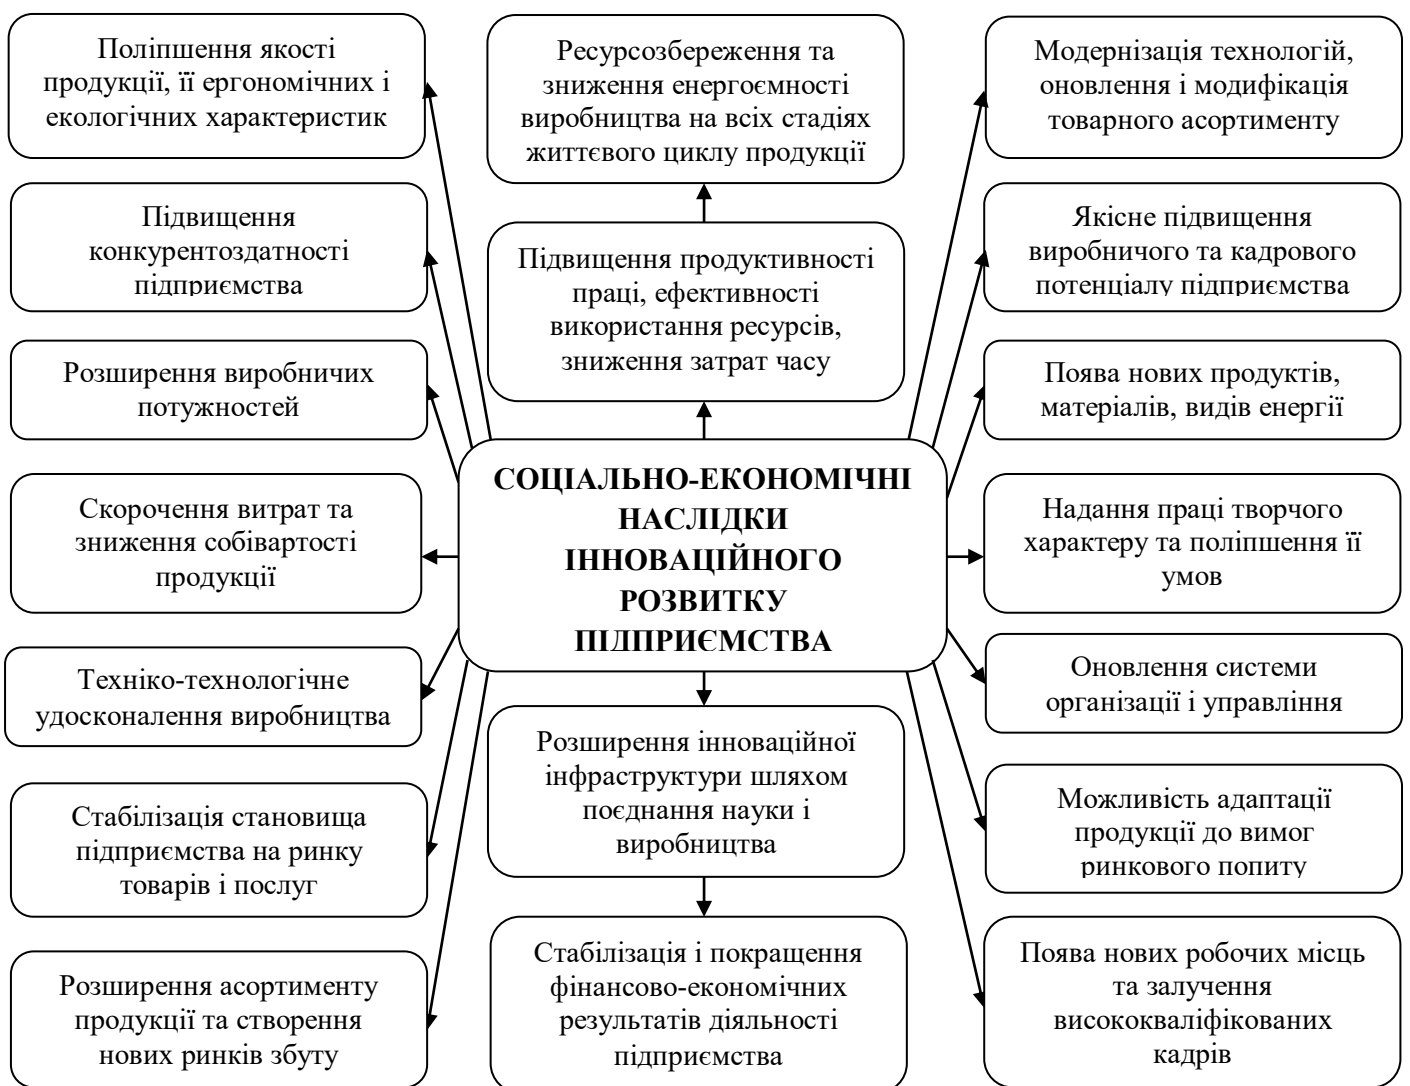 Поліпшення якості
продукції, її ергономічних і
екологічних характеристик
Ресурсозбереження та
зниження енергоємності
виробництва на всіх стадіях
життєвого циклу продукції
Модернізація технологій,
оновлення і модифікація
товарного асортименту
Підвищення
конкурентоздатності
підприємства
Підвищення продуктивності
праці, ефективності
використання ресурсів,
зниження затрат часу
Якісне підвищення
виробничого та кадрового
потенціалу підприємства
Розширення виробничих
потужностей
Поява нових продуктів,
матеріалів, видів енергії
Скорочення витрат та
зниження собівартості
продукції
СОЦІАЛЬНО-ЕКОНОМІЧНІ
НАСЛІДКИ
ІННОВАЦІЙНОГО
РОЗВИТКУ
ПІДПРИЄМСТВА
Надання праці творчого
характеру та поліпшення її
умов
Техніко-технологічне
удосконалення виробництва
Оновлення системи
організації і управління
Стабілізація становища
підприємства на ринку
товарів і послуг
Розширення інноваційної
інфраструктури шляхом
поєднання науки і
виробництва
Можливість адаптації
продукції до вимог
ринкового попиту
Розширення асортименту
продукції та створення
нових ринків збуту
Стабілізація і покращення
фінансово-економічних
результатів діяльності
підприємства
Поява нових робочих місць
та залучення
висококваліфікованих
кадрів